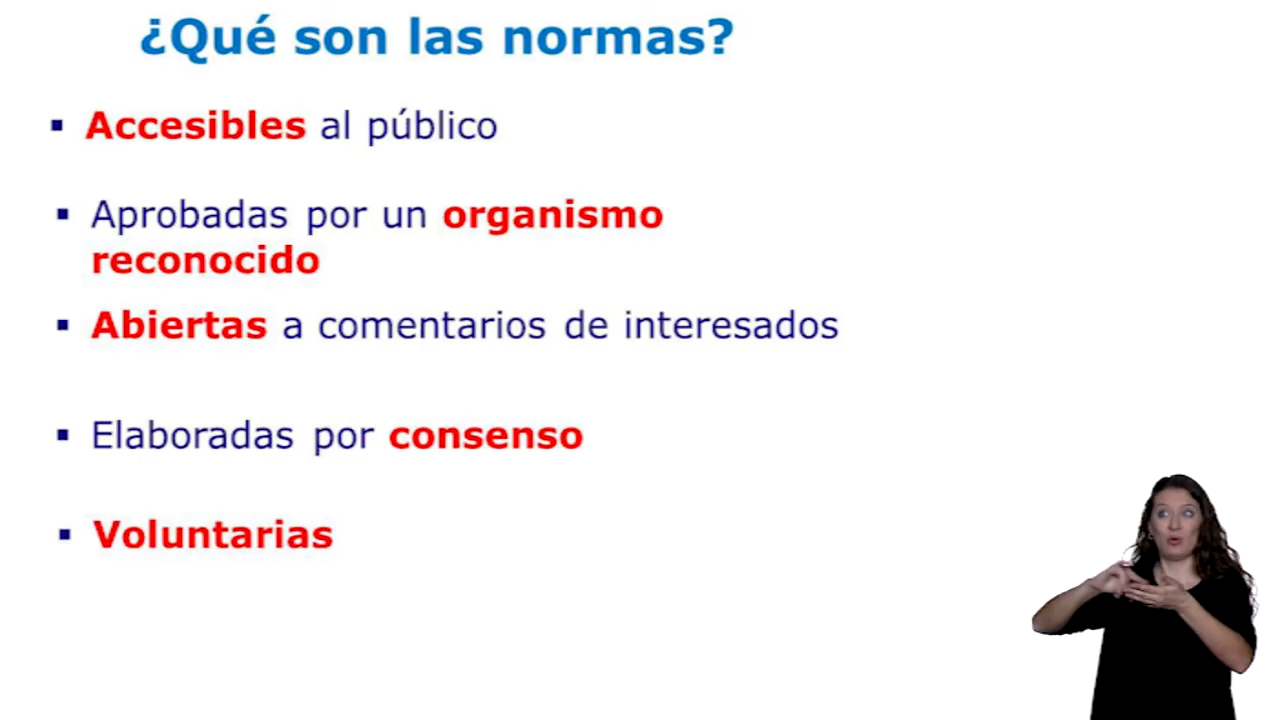 ¿Qué son las normas?
▪ Accesibles al público
▪ Aprobadas por un organismo
reconocido
▪ Abiertas a comentarios de interesados
▪ Elaboradas por consenso
▪ Voluntarias